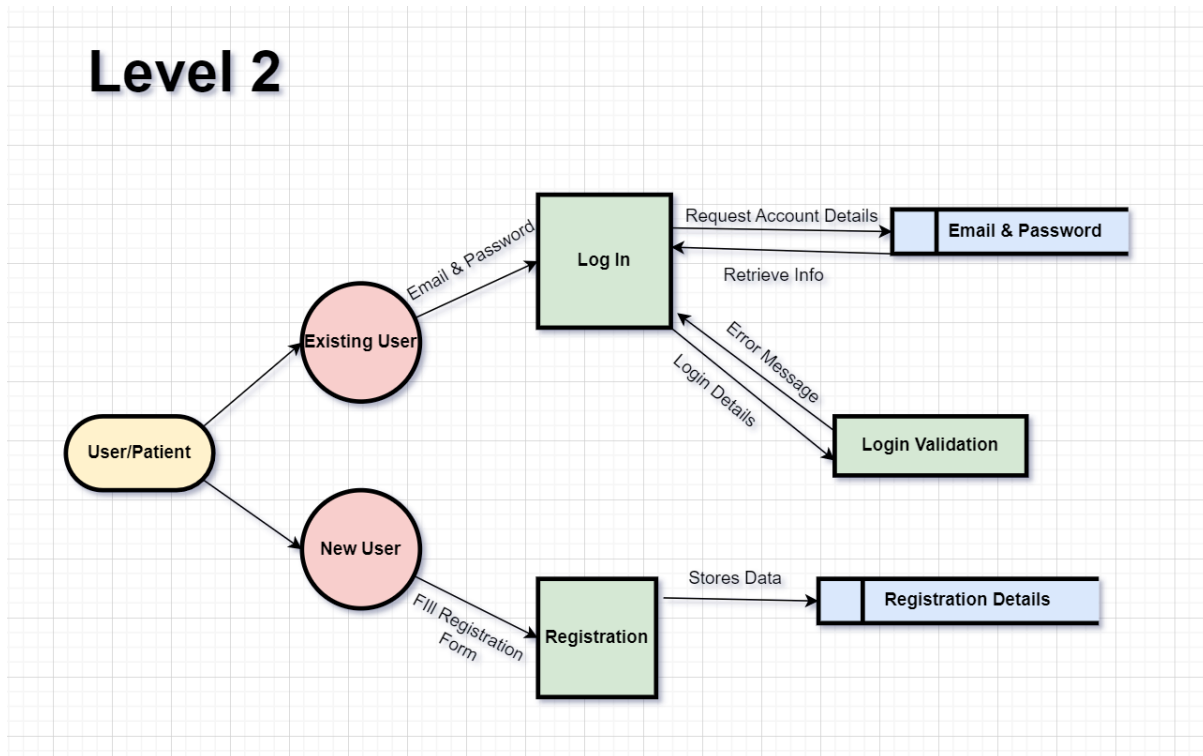 Level 2
Request Account Details
Email & Password
Email & Password
Log In
Retrieve Info
Existing User
Error Message
Login Details
User/Patient
Login Validation
New User
Stores Data
Registration Details
FIll Registration
Form
Registration